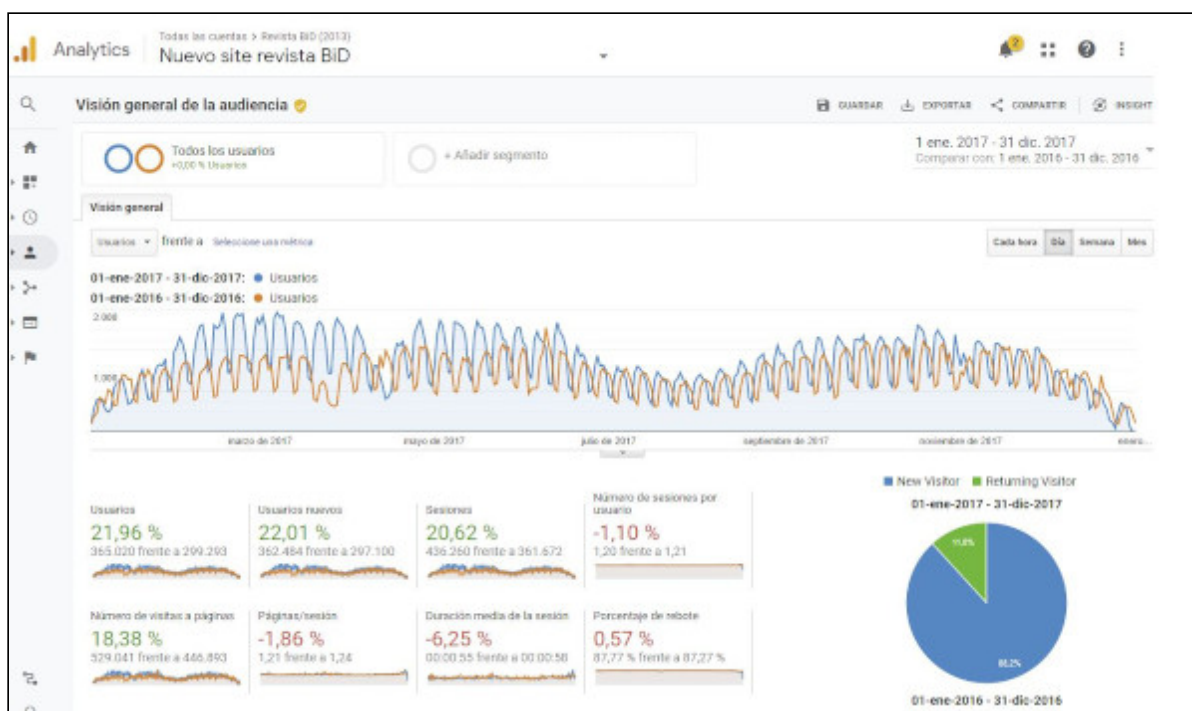 Analytics
Todas las cuentas > Revista BiD (2013)
Nuevo site revista BiD
2
Visión general de la audiencia
GUARDAR
EXPORTAR
COMPARTIR
INSIGHT
Todos los usuarios
+0,00 % Usuarios
+ Añadir segmento
1 ene. 2017 - 31 dic. 2017
Comparar con: 1 ene. 2016 - 31 dic. 2016
Visión general
Usuarios frente a Seleccione una métrica
Cada hora Día Semana Mes
01-ene-2017 - 31-dic-2017: Usuarios
01-ene-2016 - 31-dic-2016: Usuarios
2.000
1.000
marzo de 2017 mayo de 2017 julio de 2017 septiembre de 2017 noviembre de 2017 enero...
Usuarios
21,96 %
365.020 frente a 299.293
Usuarios nuevos
22,01 %
362.484 frente a 297.100
Sesiones
20,62 %
436.260 frente a 361.672
Número de sesiones por
usuario
-1,10 %
1,20 frente a 1,21
Número de visitas a páginas
18,38 %
529.041 frente a 446.893
Páginas/sesión
-1,86 %
1,21 frente a 1,24
Duración media de la sesión
-6,25 %
00:00:55 frente a 00:00:58
Porcentaje de rebote
0,57 %
87,77 % frente a 87,27 %
New Visitor Returning Visitor
01-ene-2017 - 31-dic-2017
11,8%
88,2%
01-ene-2016 - 31-dic-2016